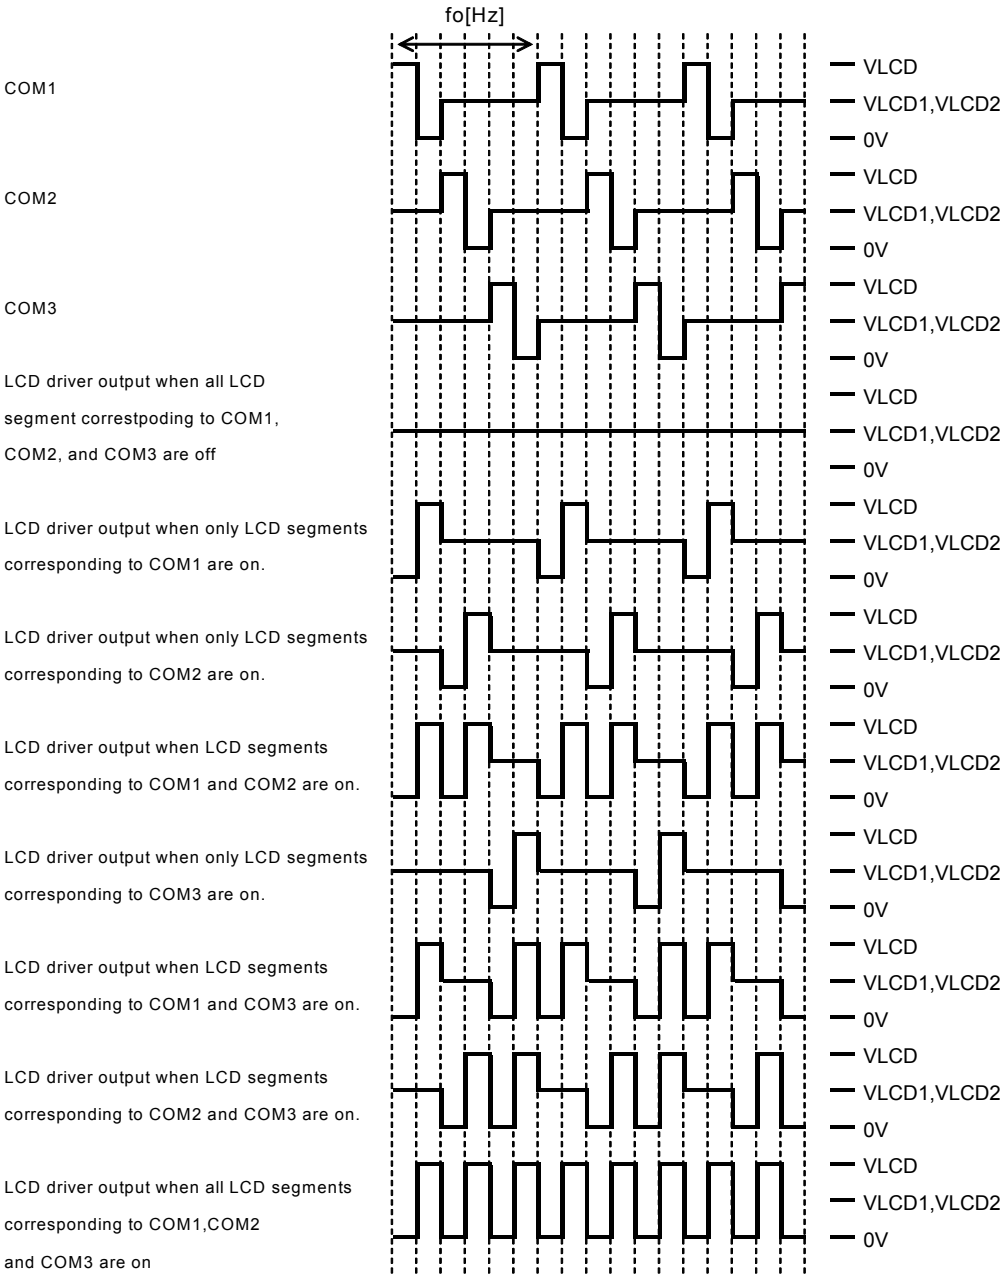 fo[Hz]
COM1
VLCD
VLCD1,VLCD2
0V
COM2
VLCD
VLCD1,VLCD2
0V
COM3
VLCD
VLCD1,VLCD2
0V
LCD driver output when all LCD
segment correstpoding to COM1,
COM2, and COM3 are off
VLCD
VLCD1,VLCD2
0V
LCD driver output when only LCD segments
corresponding to COM1 are on.
VLCD
VLCD1,VLCD2
0V
LCD driver output when only LCD segments
corresponding to COM2 are on.
VLCD
VLCD1,VLCD2
0V
LCD driver output when LCD segments
corresponding to COM1 and COM2 are on.
VLCD
VLCD1,VLCD2
0V
LCD driver output when only LCD segments
corresponding to COM3 are on.
VLCD
VLCD1,VLCD2
0V
LCD driver output when LCD segments
corresponding to COM1 and COM3 are on.
VLCD
VLCD1,VLCD2
0V
LCD driver output when LCD segments
corresponding to COM2 and COM3 are on.
VLCD
VLCD1,VLCD2
0V
LCD driver output when all LCD segments
corresponding to COM1,COM2
and COM3 are on
VLCD
VLCD1,VLCD2
0V